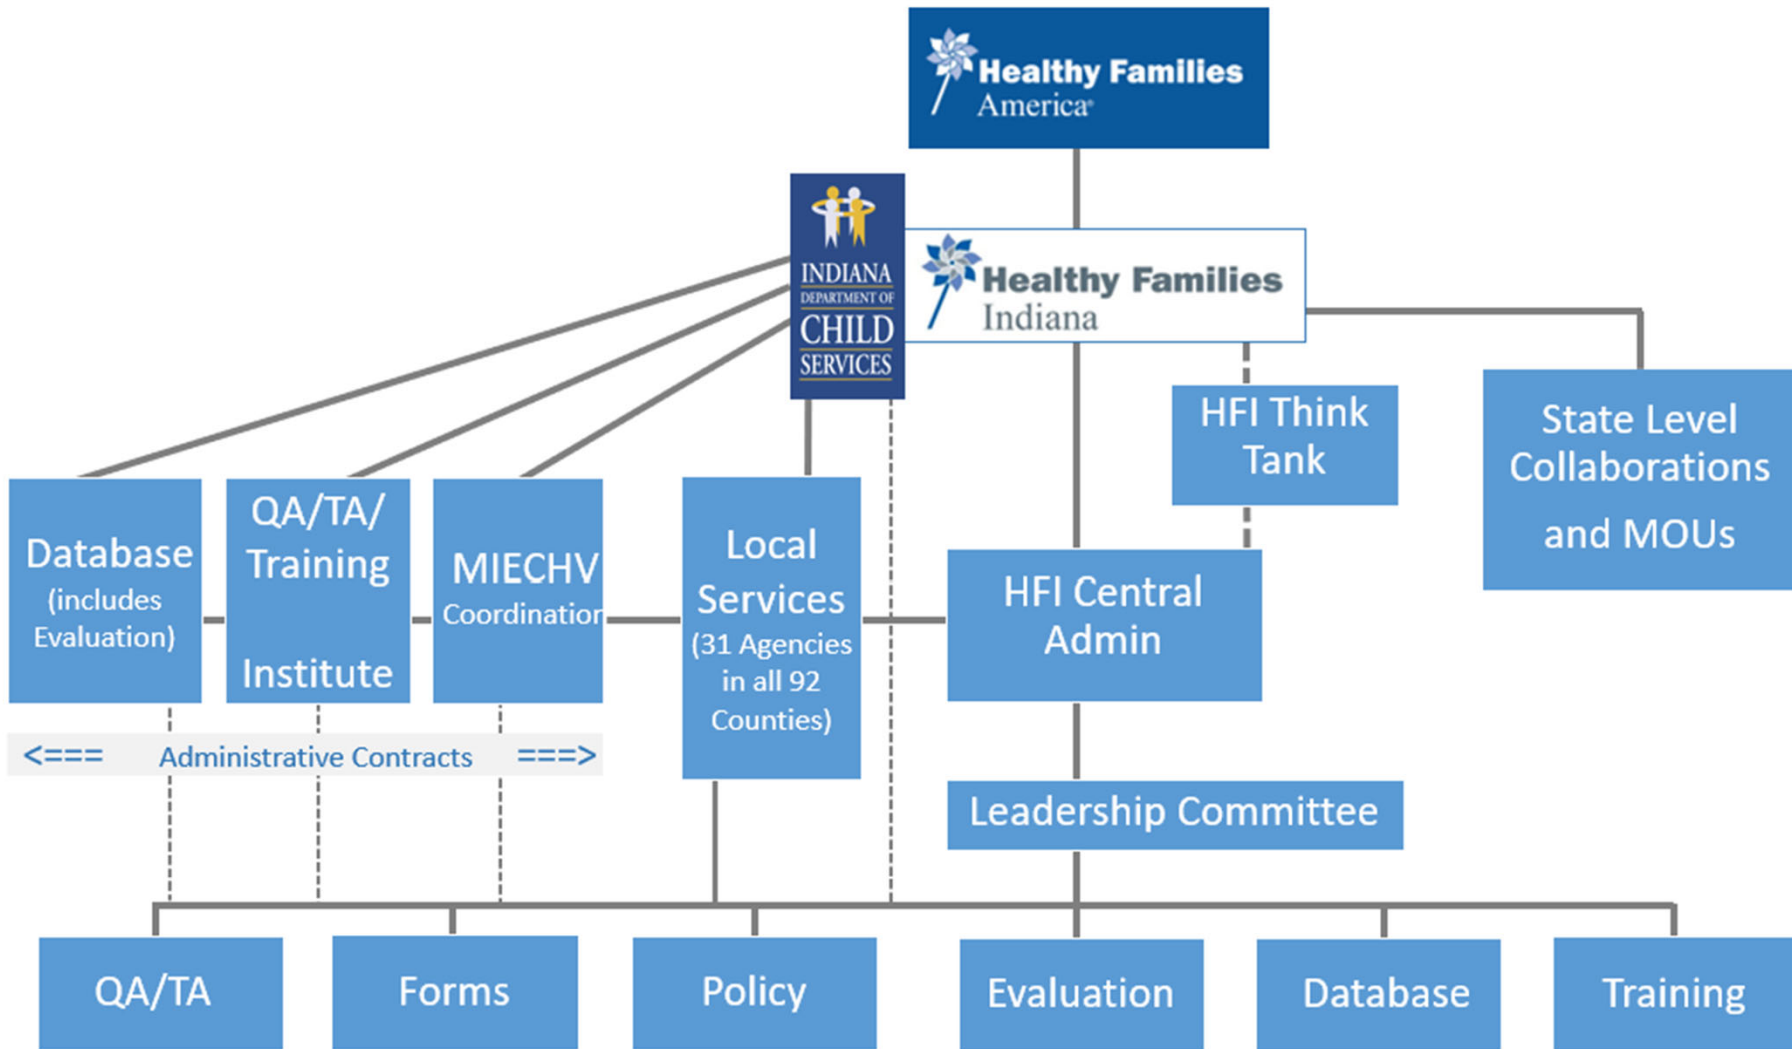 Healthy Families
America®
INDIANA
DEPARTMENT OF
CHILD
SERVICES
Healthy Families
Indiana
HFI Think
Tank
State Level
Collaborations
and MOUs
Database
(includes
Evaluation)
QA/TA/
Training
Institute
MIECHV
Coordination
Local
Services
(31 Agencies
in all 92
Counties)
HFI Central
Admin
<=== Administrative Contracts ===>
Leadership Committee
QA/TA
Forms
Policy
Evaluation
Database
Training